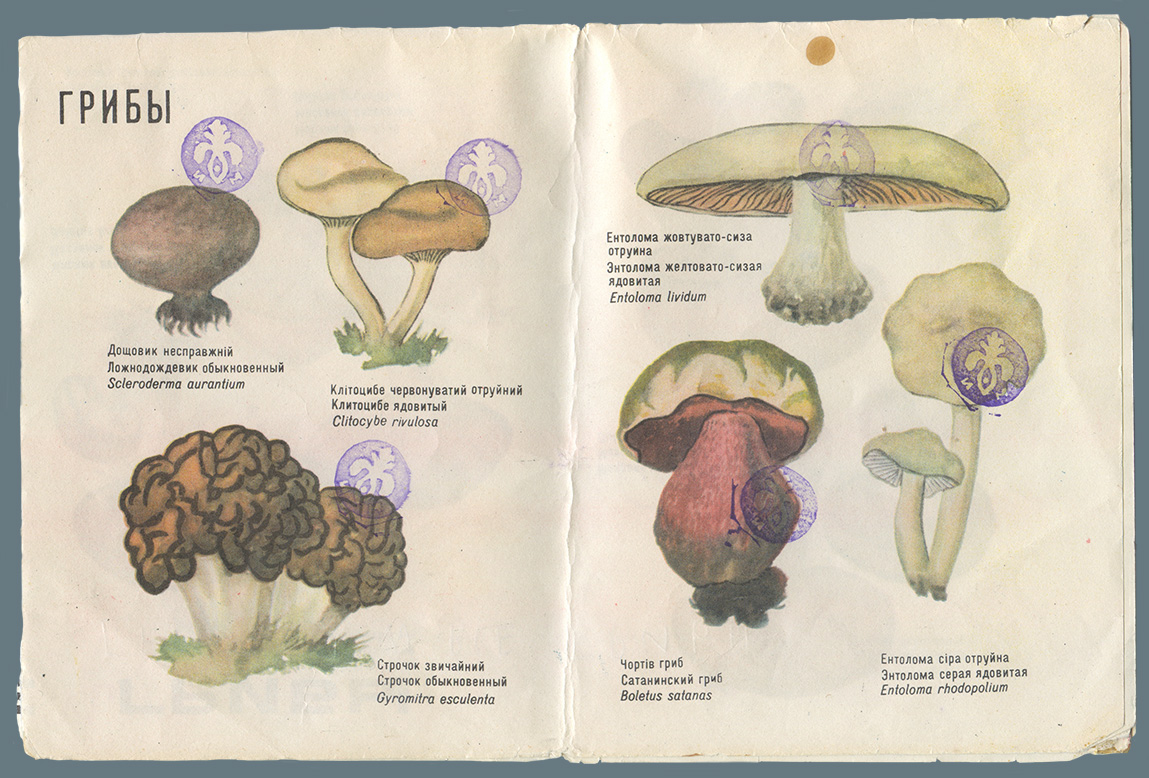 ГРИБЫ
Дощовик несправжній
Ложнодождевик обыкновенный
Scleroderma aurantium
Клітоцибе червонуватий отруйний
Клитоцибе ядовитый
Clitocybe rivulosa
Строчок звичайний
Строчок обыкновенный
Gyromitra esculenta
Ентолома жовтувато-сиза
отруина
Энтолома желтовато-сизая
ядовитая
Entoloma lividum
Чортів гриб
Сатанинский гриб
Boletus satanas
Ентолома сіра отруйна
Энтолома серая ядовитая
Entoloma rhodopolium